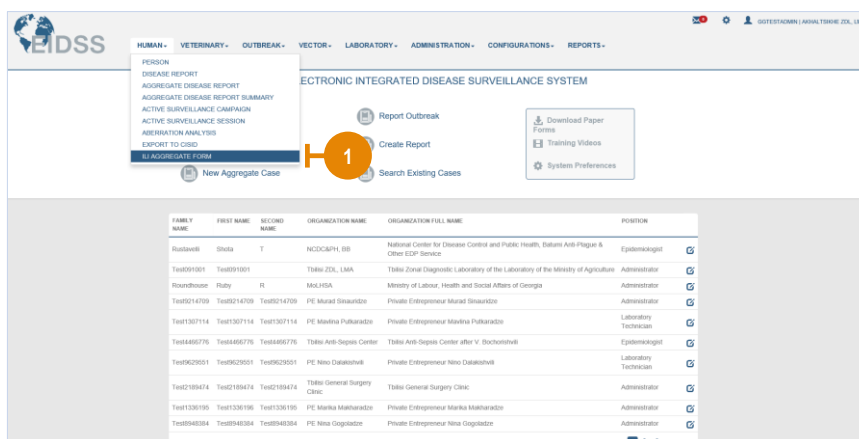 EIDSS
GGTESTADMIN | AKHALTSIKHE ZDL, LM
HUMAN VETERINARY OUTBREAK VECTOR LABORATORY ADMINISTRATION CONFIGURATIONS REPORTS
PERSON
DISEASE REPORT
AGGREGATE DISEASE REPORT
AGGREGATE DISEASE REPORT SUMMARY
ACTIVE SURVEILLANCE CAMPAIGN
ACTIVE SURVEILLANCE SESSION
ABERRATION ANALYSIS
EXPORT TO CISID
ILI AGGREGATE FORM
1
ECTRONIC INTEGRATED DISEASE SURVEILLANCE SYSTEM
Report Outbreak
Create Report
New Aggregate Case
Search Existing Cases
Download Paper
Forms
Training Videos
System Preferences
FAMILY NAME FIRST NAME SECOND NAME ORGANIZATION NAME ORGANIZATION FULL NAME POSITION
Rustaveli Shota T NCDC&PH, BB National Center for Disease Control and Public Health, Batumi Anti-Plague & Other EDP Service Epidemiologist
Test091001 Test091001 Tbilisi ZDL, LMA Tbilisi Zonal Diagnostic Laboratory of the Laboratory of the Ministry of Agriculture Administrator
Roundhouse Ruby R MoLHSA Ministry of Labour, Health and Social Affairs of Georgia Administrator
Test9214709 Test9214709 Test9214709 PE Murad Sinauridze Private Entrepreneur Murad Sinauridze Administrator
Test1307114 Test1307114 Test1307114 PE Mavlina Putkaradze Private Entrepreneur Mavlina Putkaradze Laboratory Technician
Test4466776 Test4466776 Test4466776 Tbilisi Anti-Sepsis Center Tbilisi Anti-Sepsis Center after V. Bochorishvili Epidemiologist
Test9629551 Test9629551 Test9629551 PE Nino Dalakishvili Private Entrepreneur Nino Dalakishvili Laboratory Technician
Test2189474 Test2189474 Test2189474 Tbilisi General Surgery Clinic Tbilisi General Surgery Clinic Administrator
Test1336195 Test1336196 Test1336195 PE Marika Makharadze Private Entrepreneur Marika Makharadze Administrator
Test8948384 Test8948384 Test8948384 PE Nina Gogoladze Private Entrepreneur Nina Gogoladze Administrator